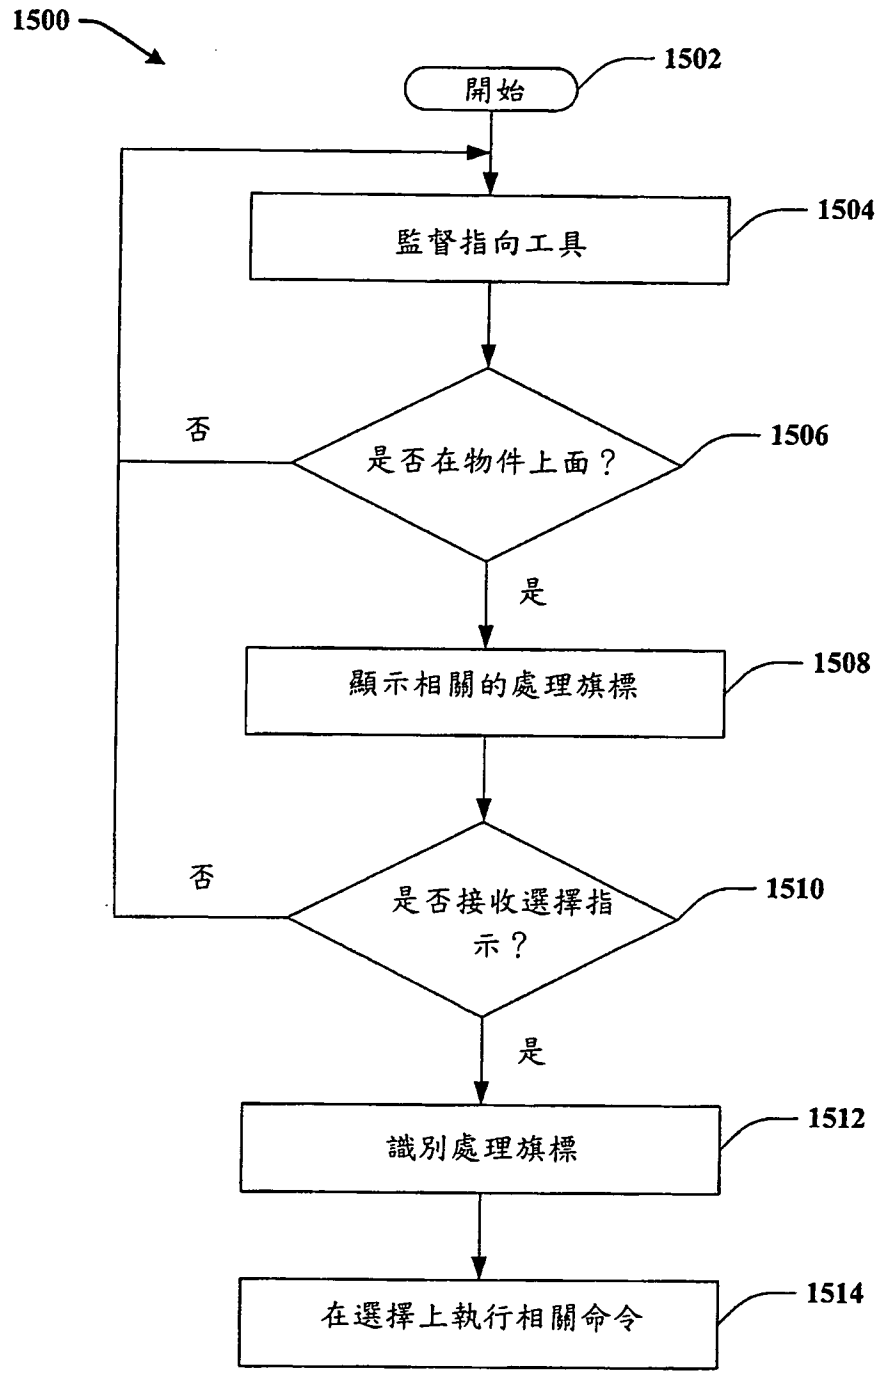 1500
1502
開始
1504
監督指向工具
否
1506
是否在物件上面？
是
1508
顯示相關的處理旗標
否
1510
是否接收選擇指
示？
是
1512
識別處理旗標
1514
在選擇上執行相關命令